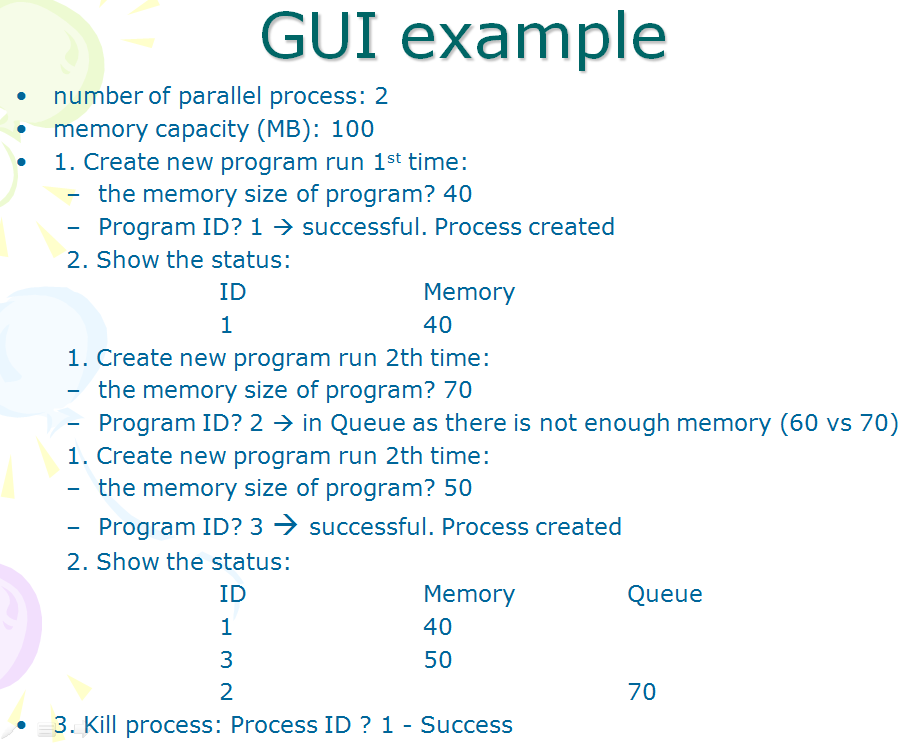 GUI example
• number of parallel process: 2
• memory capacity (MB): 100
• 1. Create new program run 1st time:
– the memory size of program? 40
– Program ID? 1 → successful. Process created
2. Show the status:
ID Memory
1 40
1. Create new program run 2th time:
– the memory size of program? 70
– Program ID? 2 → in Queue as there is not enough memory (60 vs 70)
1. Create new program run 2th time:
– the memory size of program? 50
– Program ID? 3 → successful. Process created
2. Show the status:
ID Memory Queue
1 40
3 50
2 70
• 3. Kill process: Process ID ? 1 - Success